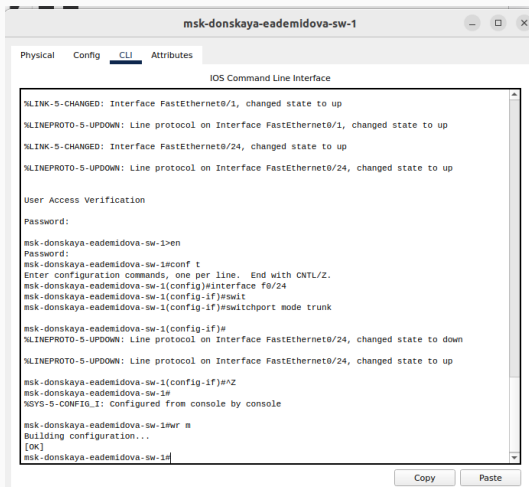 msk-donskaya-eademidova-sw-1
Physical Config CLI Attributes
IOS Command Line Interface
%LINK-5-CHANGED: Interface FastEthernet0/1, changed state to up
%LINEPROTO-5-UPDOWN: Line protocol on Interface FastEthernet0/1, changed state to up
%LINK-5-CHANGED: Interface FastEthernet0/24, changed state to up
%LINEPROTO-5-UPDOWN: Line protocol on Interface FastEthernet0/24, changed state to up
User Access Verification
Password:
msk-donskaya-eademidova-sw-1>en
Password:
msk-donskaya-eademidova-sw-1#conf t
Enter configuration commands, one per line.  End with CNTL/Z.
msk-donskaya-eademidova-sw-1(config)#interface f0/24
msk-donskaya-eademidova-sw-1(config-if)#swit
msk-donskaya-eademidova-sw-1(config-if)#switchport mode trunk
msk-donskaya-eademidova-sw-1(config-if)#
%LINEPROTO-5-UPDOWN: Line protocol on Interface FastEthernet0/24, changed state to down
%LINEPROTO-5-UPDOWN: Line protocol on Interface FastEthernet0/24, changed state to up
msk-donskaya-eademidova-sw-1(config-if)#^Z
msk-donskaya-eademidova-sw-1#
%SYS-5-CONFIG_I: Configured from console by console
msk-donskaya-eademidova-sw-1#wr m
Building configuration...
[OK]
msk-donskaya-eademidova-sw-1#
Copy Paste